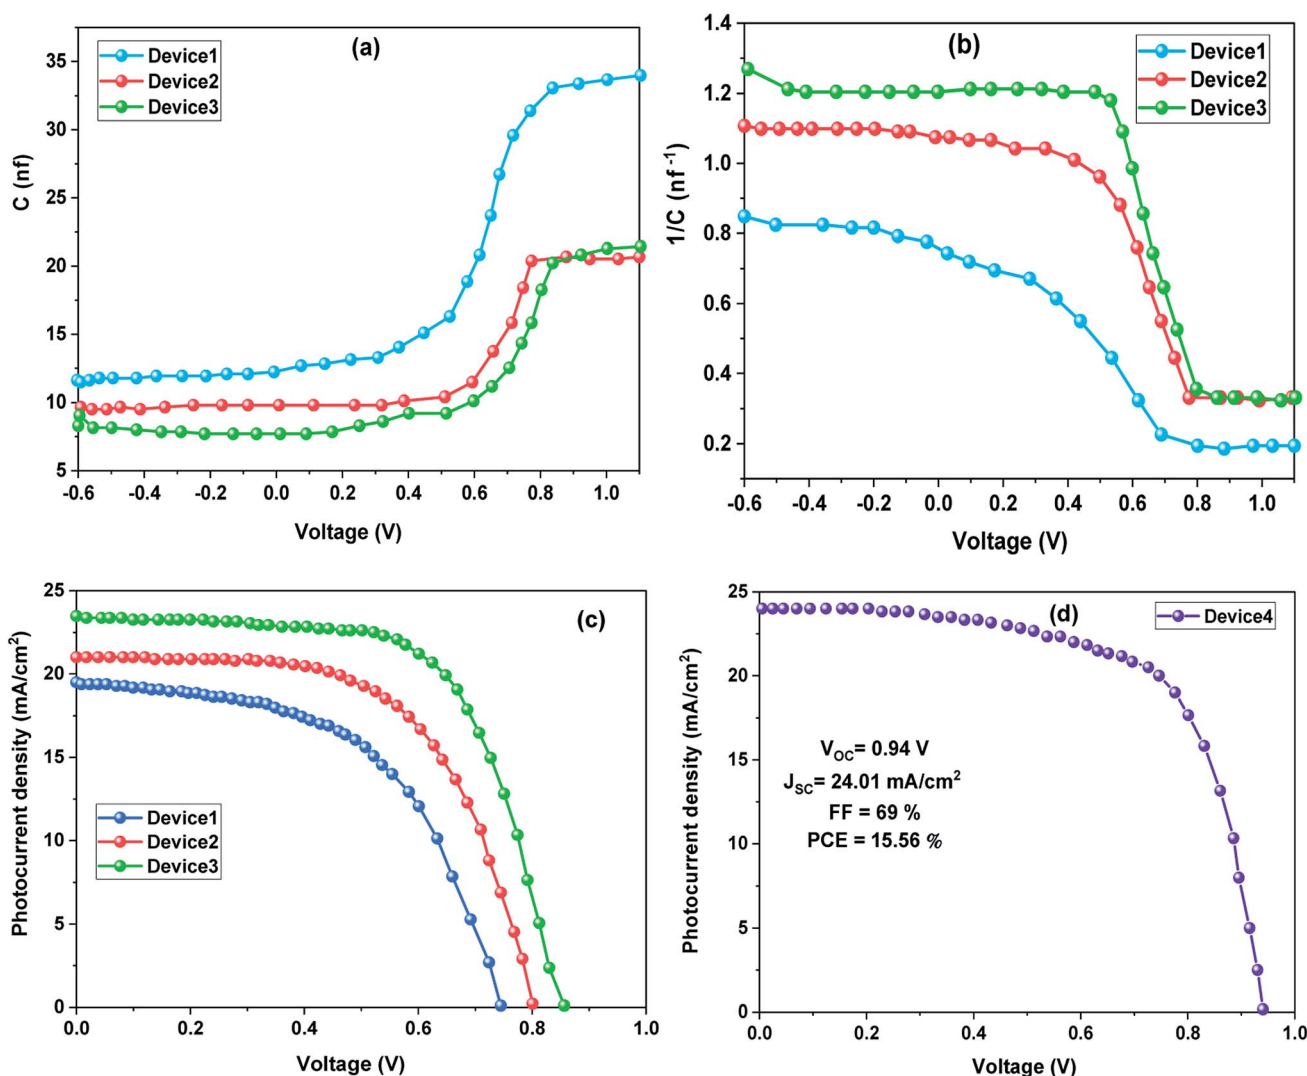 (a)
Device1
Device2
Device3
C (nf)
35
30
25
20
15
10
5
-0.6 -0.4 -0.2 0.0 0.2 0.4 0.6 0.8 1.0
Voltage (V)
(b)
Device1
Device2
Device3
1/C (nf⁻¹)
1.4
1.2
1.0
0.8
0.6
0.4
0.2
-0.6 -0.4 -0.2 0.0 0.2 0.4 0.6 0.8 1.0
Voltage (V)
(c)
Device1
Device2
Device3
Photocurrent density (mA/cm²)
25
20
15
10
5
0
0.0 0.2 0.4 0.6 0.8 1.0
Voltage (V)
(d)
Device4
Photocurrent density (mA/cm²)
25
20
15
10
5
0
V_OC= 0.94 V
J_SC= 24.01 mA/cm²
FF = 69 %
PCE = 15.56 %
0.0 0.2 0.4 0.6 0.8 1.0
Voltage (V)